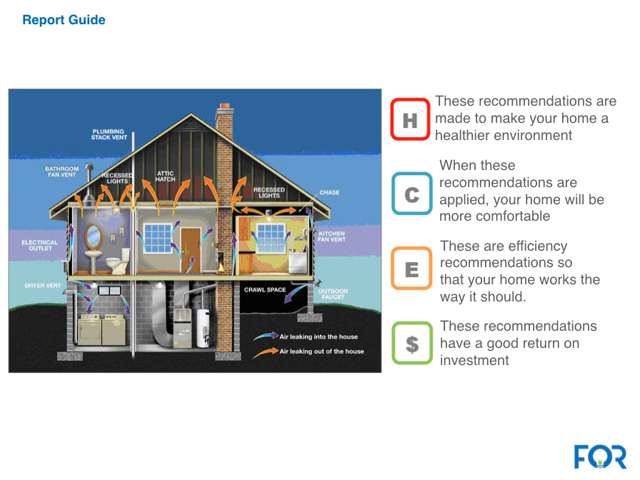 Report Guide
PLUMBING
STACK VENT
BATHROOM
FAN VENT
RECESSED
LIGHTS
ATTIC
HATCH
RECESSED
LIGHTS
CHASE
ELECTRICAL
OUTLET
KITCHEN
FAN VENT
DRYER VENT
CRAWL SPACE
OUTDOOR
FAUCET
Air leaking into the house
Air leaking out of the house
H
These recommendations are
made to make your home a
healthier environment
C
When these
recommendations are
applied, your home will be
more comfortable
E
These are efficiency
recommendations so
that your home works the
way it should.
$
These recommendations
have a good return on
investment
FOR